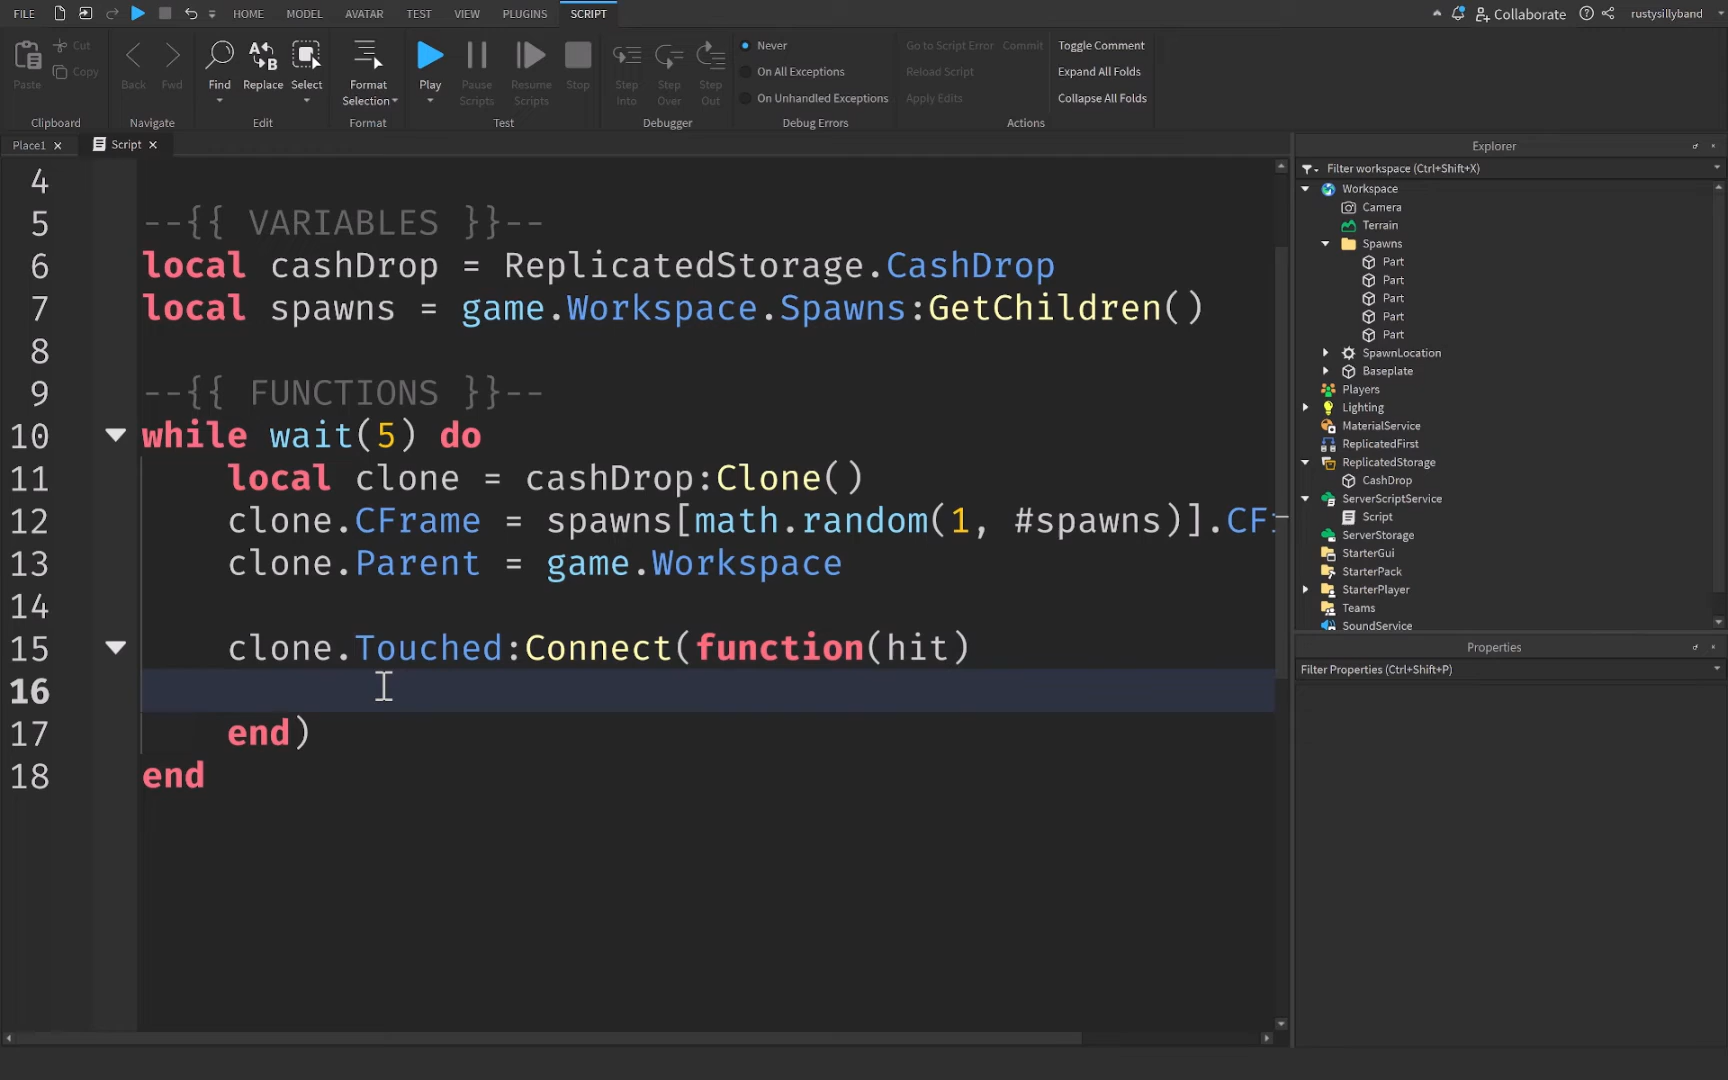 FILE HOME MODEL AVATAR TEST VIEW PLUGINS SCRIPT Collaborate rustysillyband
Paste Cut Copy Back Fwd Find Replace Select Format Selection Play Pause Scripts Resume Scripts Stop Step Into Step Over Step Out
Never Go to Script Error Commit Toggle Comment
On All Exceptions Reload Script Expand All Folds
On Unhandled Exceptions Apply Edits Collapse All Folds
Clipboard Navigate Edit Format Test Debugger Debug Errors Actions
Place1 Script
4
5 --{{ VARIABLES }}--
6 local cashDrop = ReplicatedStorage.CashDrop
7 local spawns = game.Workspace.Spawns:GetChildren()
8
9 --{{ FUNCTIONS }}--
10 while wait(5) do
11 local clone = cashDrop:Clone()
12 clone.CFrame = spawns[math.random(1, #spawns)].CF
13 clone.Parent = game.Workspace
14
15 clone.Touched:Connect(function(hit)
16
17 end)
18 end
Explorer
Filter workspace (Ctrl+Shift+X)
Workspace
Camera
Terrain
Spawns
Part
Part
Part
Part
Part
SpawnLocation
Baseplate
Players
Lighting
MaterialService
ReplicatedFirst
ReplicatedStorage
CashDrop
ServerScriptService
Script
ServerStorage
StarterGui
StarterPack
StarterPlayer
Teams
SoundService
Properties
Filter Properties (Ctrl+Shift+P)